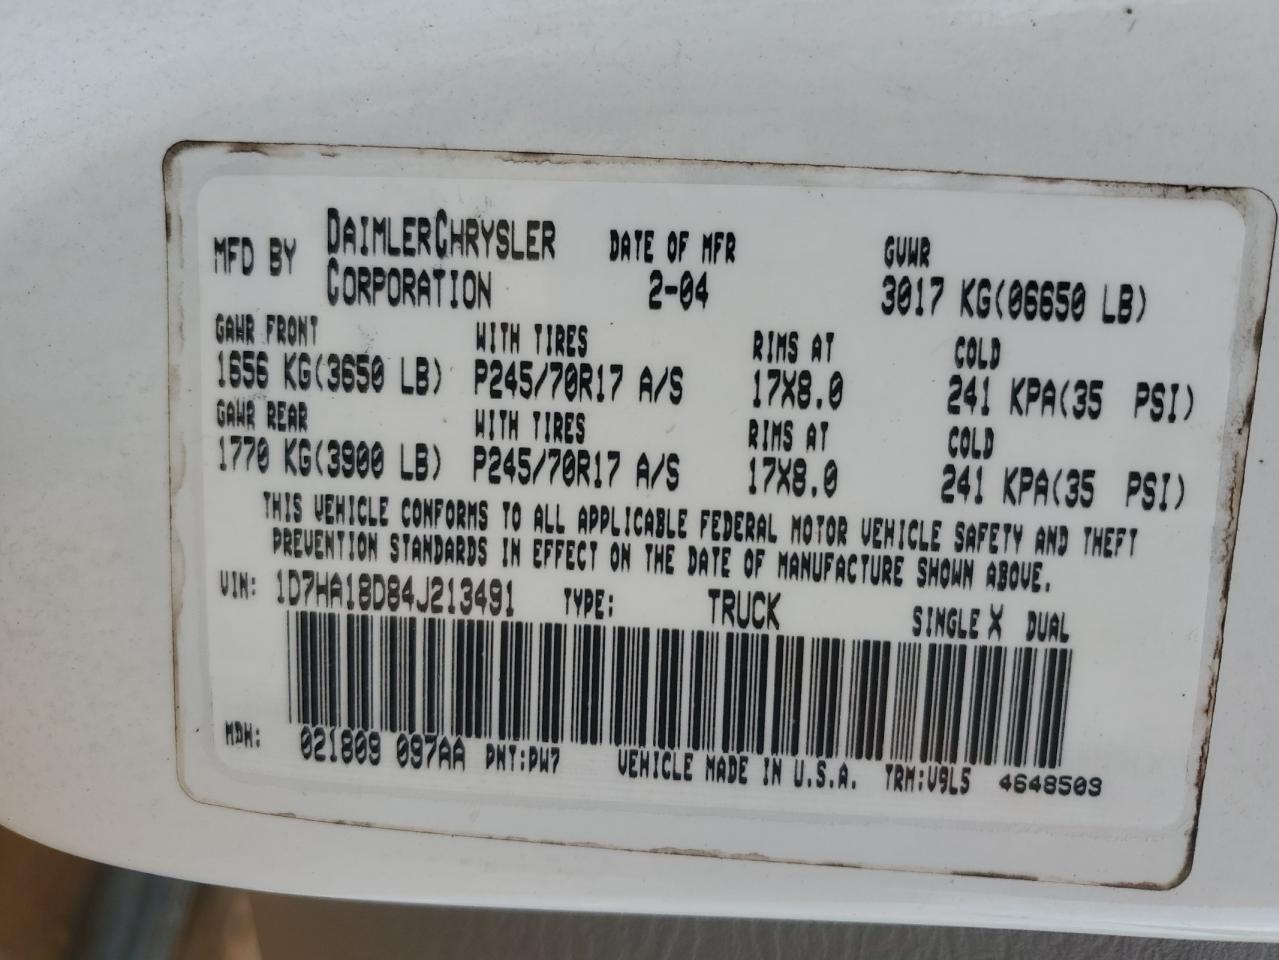 MFD BY DAIMLERCHRYSLER CORPORATION DATE OF MFR 2-04 GVWR 3017 KG(06650 LB)
GAWR FRONT WITH TIRES RIMS AT COLD
1656 KG(3650 LB) P245/70R17 A/S 17X8.0 241 KPA(35 PSI)
GAWR REAR WITH TIRES RIMS AT COLD
1770 KG(3900 LB) P245/70R17 A/S 17X8.0 241 KPA(35 PSI)
THIS VEHICLE CONFORMS TO ALL APPLICABLE FEDERAL MOTOR VEHICLE SAFETY AND THEFT
PREVENTION STANDARDS IN EFFECT ON THE DATE OF MANUFACTURE SHOWN ABOVE.
VIN: 1D7HA18D84J213491 TYPE: TRUCK SINGLE X DUAL
MDH: 021809 097AA PNT:PW7 VEHICLE MADE IN U.S.A. TRM:V9L5 4648509